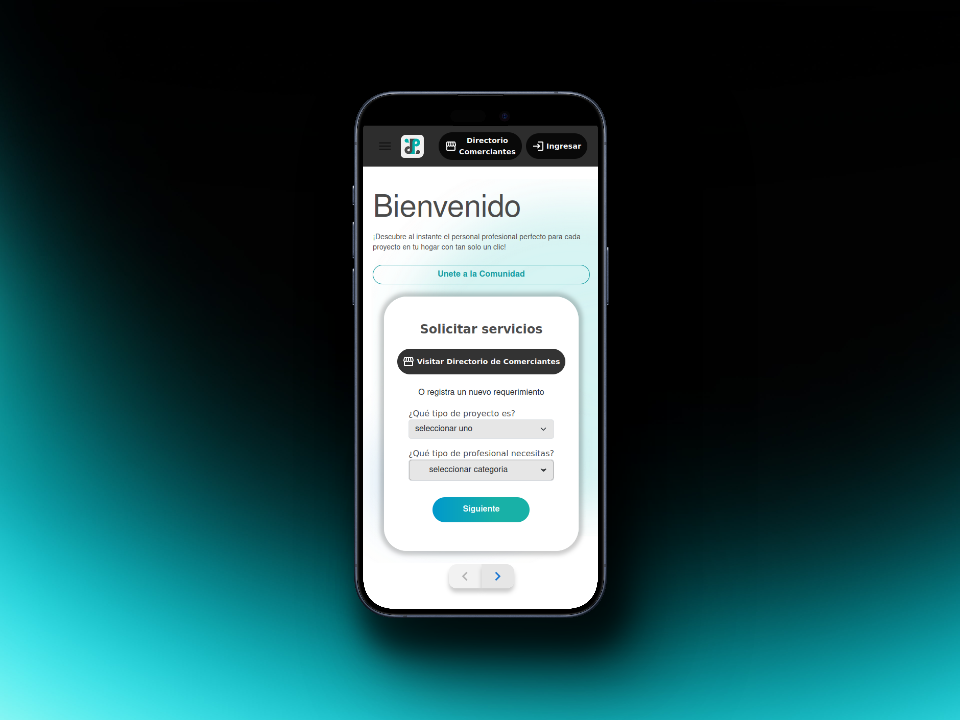 Directorio
Comerciantes
Ingresar
Bienvenido
¡Descubre al instante el personal profesional perfecto para cada
proyecto en tu hogar con tan solo un clic!
Unete a la Comunidad
Solicitar servicios
Visitar Directorio de Comerciantes
O registra un nuevo requerimiento
¿Qué tipo de proyecto es?
seleccionar uno
¿Qué tipo de profesional necesitas?
seleccionar categoria
Siguiente